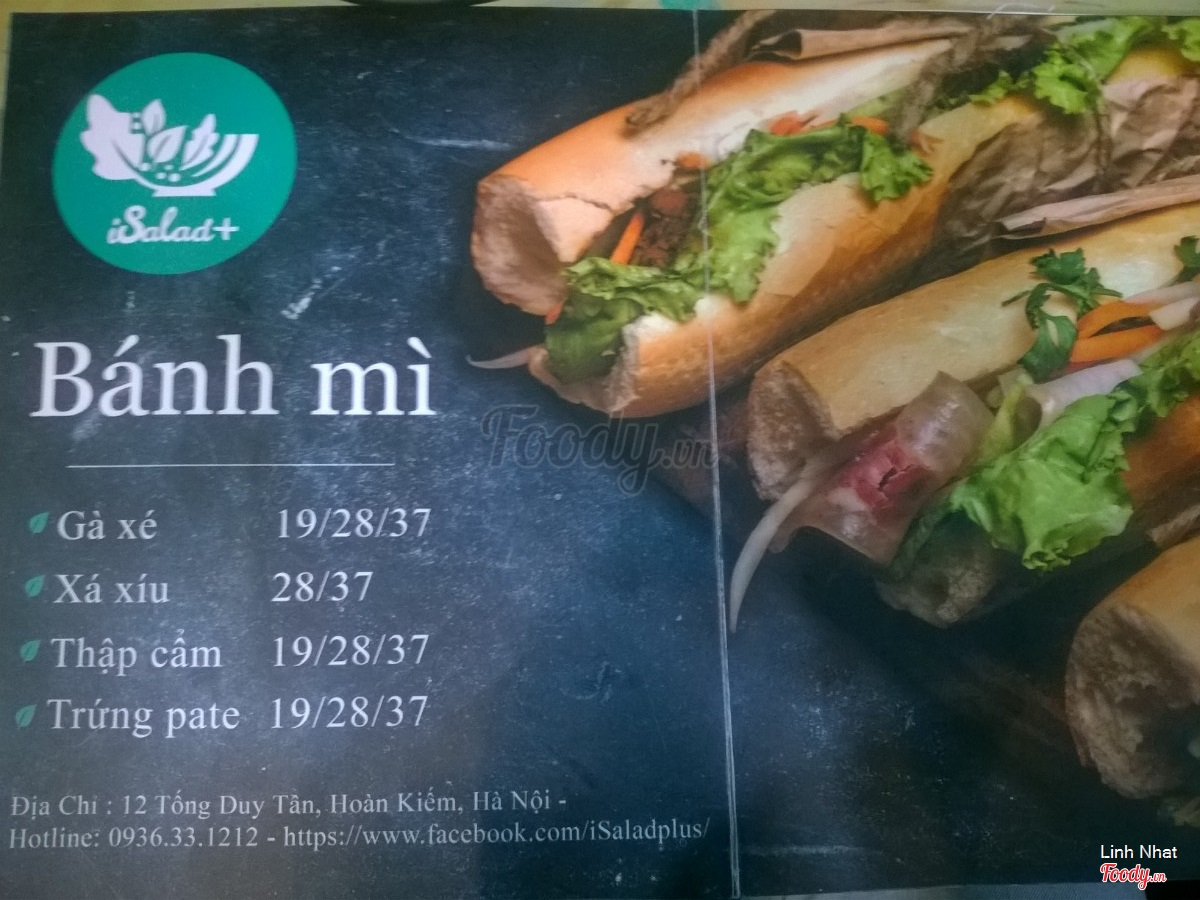 iSalad+
Bánh mì
Gà xé 19/28/37
Xá xíu 28/37
Thập cẩm 19/28/37
Trứng pate 19/28/37
Địa Chỉ : 12 Tống Duy Tân, Hoàn Kiếm, Hà Nội -
Hotline: 0936.33.1212 - https://www.facebook.com/iSaladplus/
Foody.vn
Linh Nhat
Foody.vn